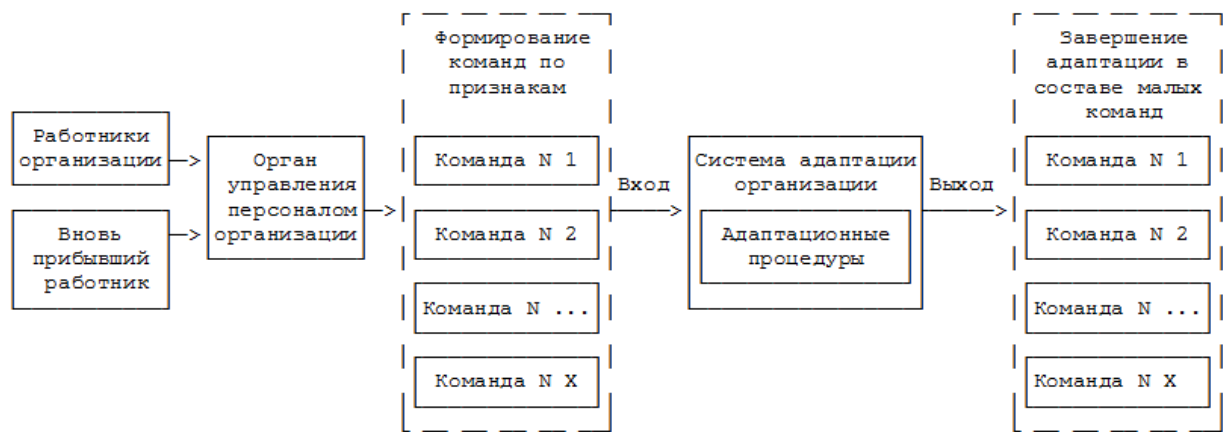 Работники
организации
Вновь
прибывший
работник
Орган
управления
персоналом
организации
Формирование
команд по
признакам
Команда N 1
Команда N 2
Команда N ...
Команда N X
Вход
Система адаптации
организации
Адаптационные
процедуры
Выход
Завершение
адаптации в
составе малых
команд
Команда N 1
Команда N 2
Команда N ...
Команда N X